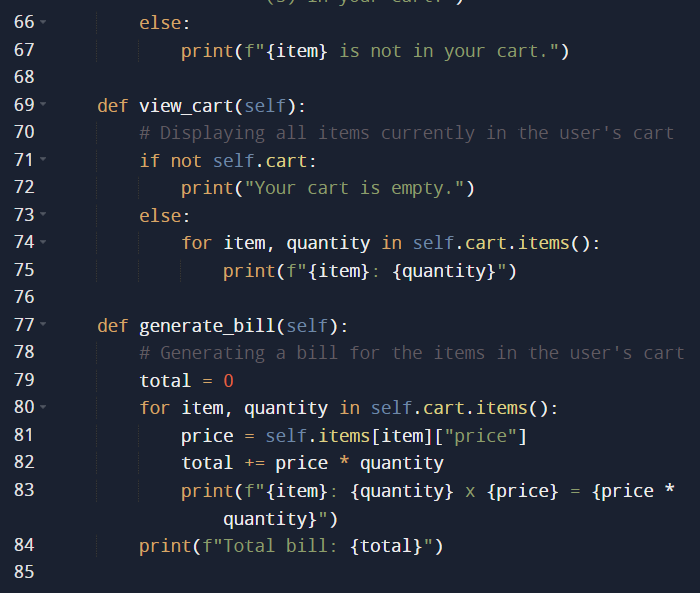 (s) in your cart.")
66 else:
67 print(f"{item} is not in your cart.")
68
69 def view_cart(self):
70 # Displaying all items currently in the user's cart
71 if not self.cart:
72 print("Your cart is empty.")
73 else:
74 for item, quantity in self.cart.items():
75 print(f"{item}: {quantity}")
76
77 def generate_bill(self):
78 # Generating a bill for the items in the user's cart
79 total = 0
80 for item, quantity in self.cart.items():
81 price = self.items[item]["price"]
82 total += price * quantity
83 print(f"{item}: {quantity} x {price} = {price *
quantity}")
84 print(f"Total bill: {total}")
85